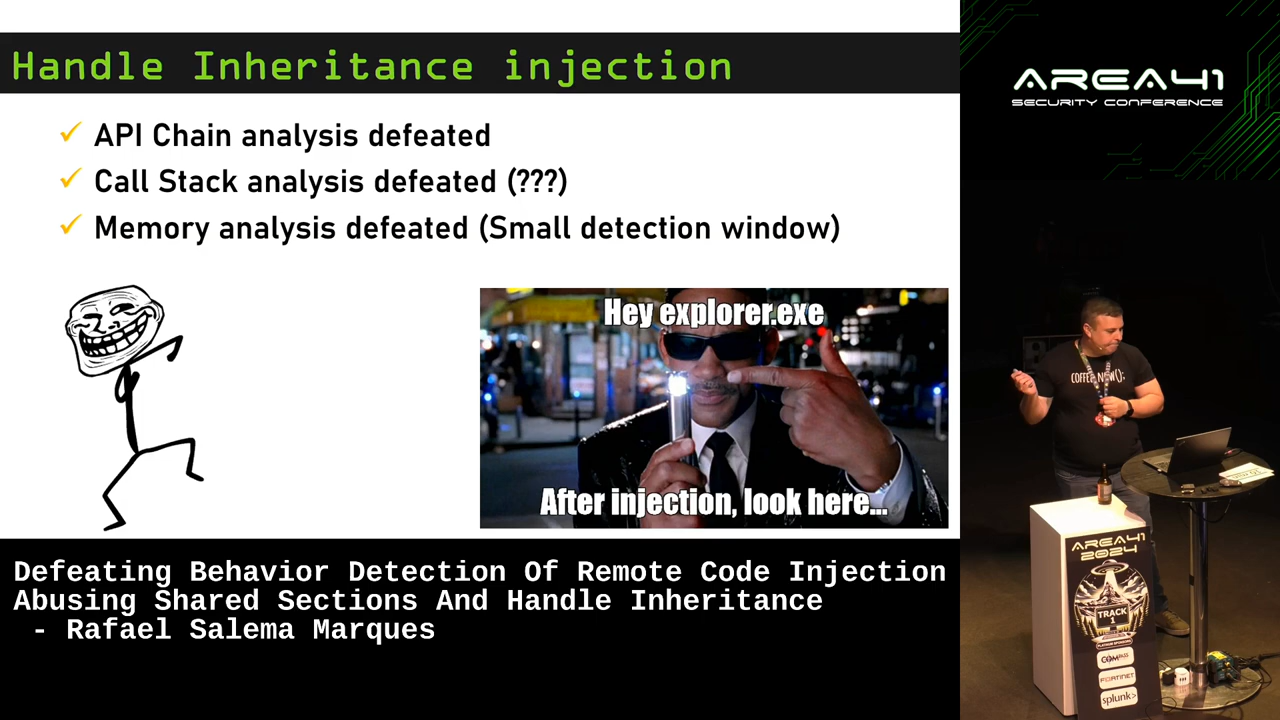 Handle Inheritance injection
API Chain analysis defeated
Call Stack analysis defeated (???)
Memory analysis defeated (Small detection window)
Hey explorer.exe
After injection, look here...
Defeating Behavior Detection Of Remote Code Injection
Abusing Shared Sections And Handle Inheritance
- Rafael Salema Marques
AREA41
SECURITY CONFERENCE
AREA41
2024
TRACK
1
COMPASS
FORTINET
splunk>